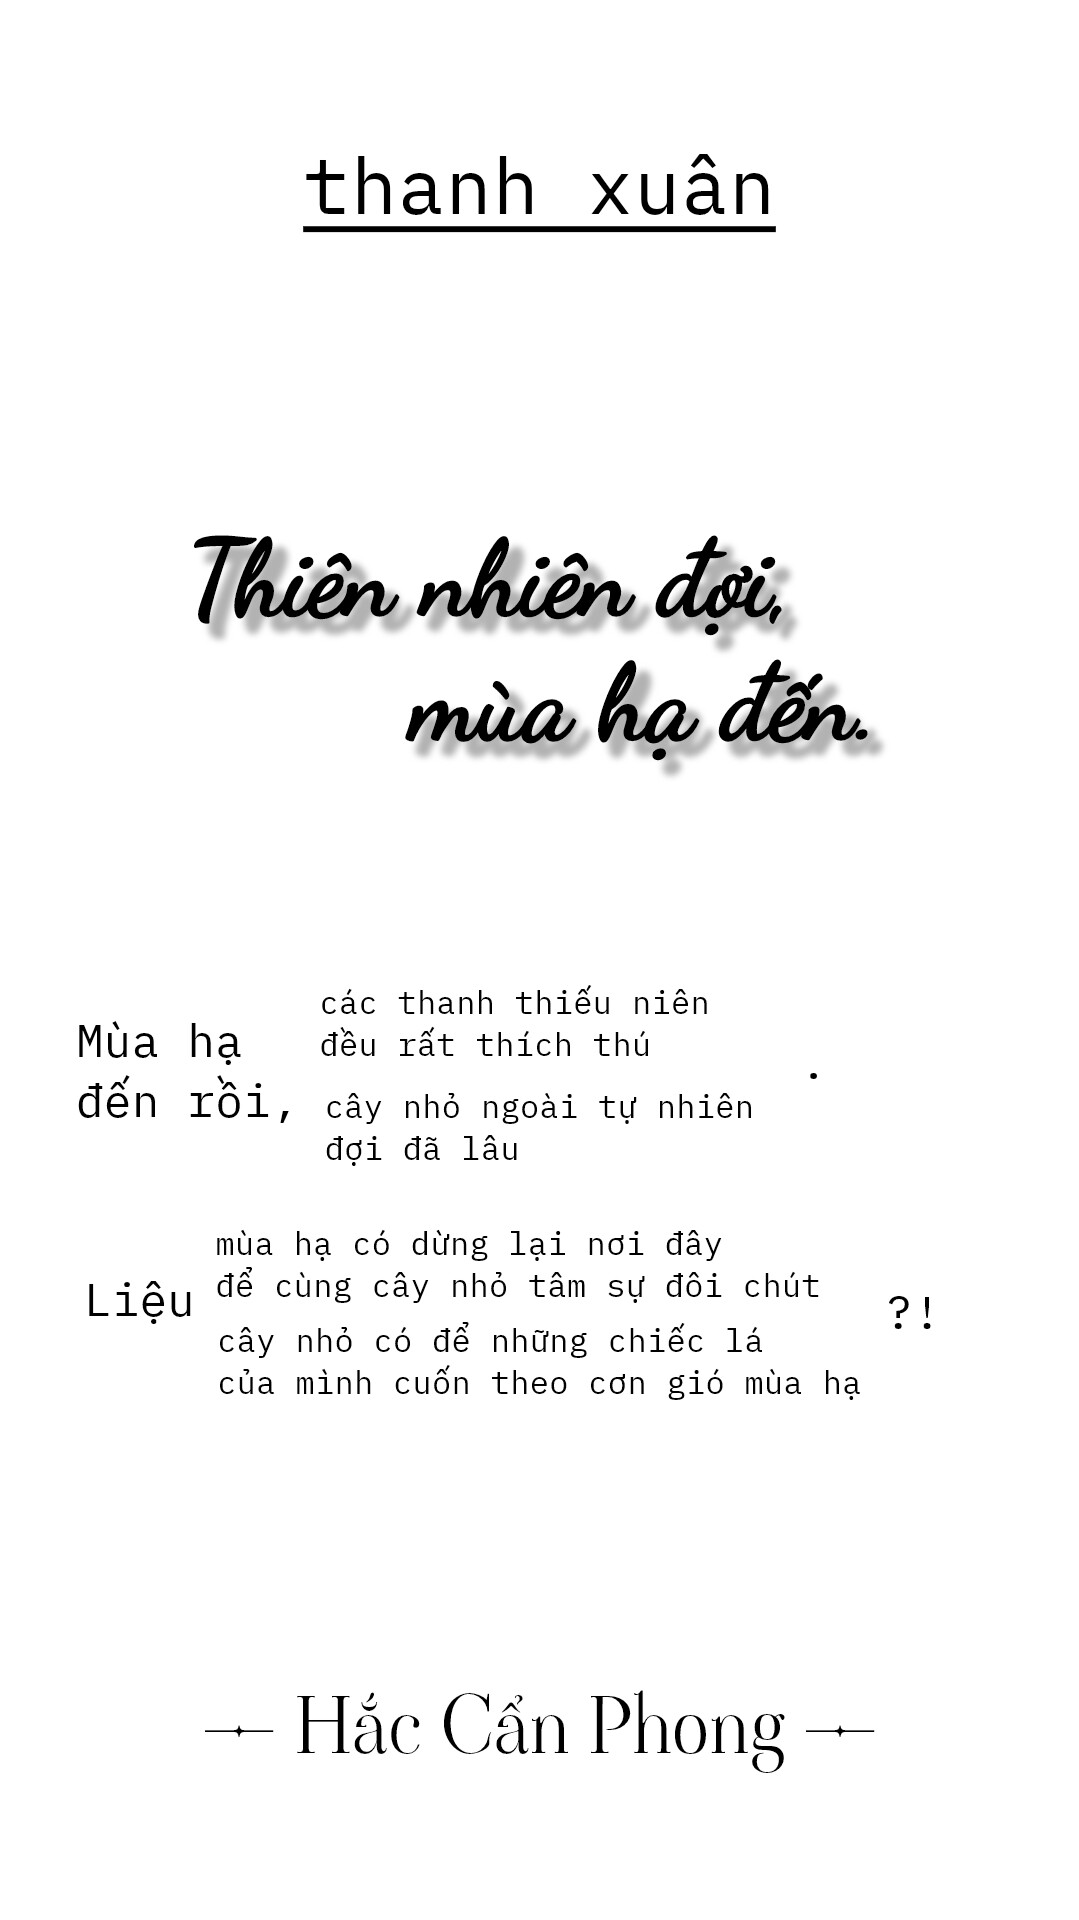 thanh xuân
Thiên nhiên đợi,
mùa hạ đến.
Mùa hạ
đến rồi,
các thanh thiếu niên
đều rất thích thú
cây nhỏ ngoài tự nhiên
đợi đã lâu
.
Liệu
mùa hạ có dừng lại nơi đây
để cùng cây nhỏ tâm sự đôi chút
cây nhỏ có để những chiếc lá
của mình cuốn theo cơn gió mùa hạ
?!
Hắc Cẩn Phong